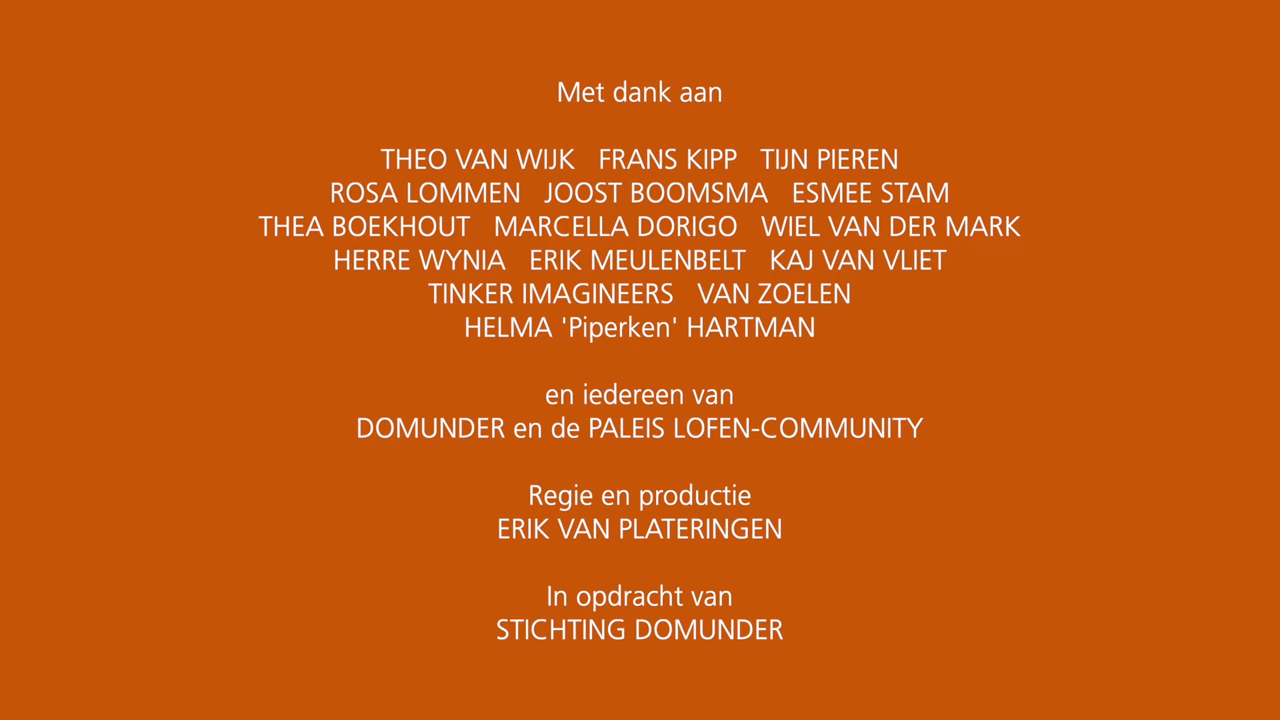 Met dank aan
THEO VAN WIJK FRANS KIPP TIJN PIEREN
ROSA LOMMEN JOOST BOOMSMA ESMEE STAM
THEA BOEKHOUT MARCELLA DORIGO WIEL VAN DER MARK
HERRE WYNIA ERIK MEULENBELT KAJ VAN VLIET
TINKER IMAGINEERS VAN ZOELEN
HELMA 'Piperken' HARTMAN
en iedereen van
DOMUNDER en de PALEIS LOFEN-COMMUNITY
Regie en productie
ERIK VAN PLATERINGEN
In opdracht van
STICHTING DOMUNDER